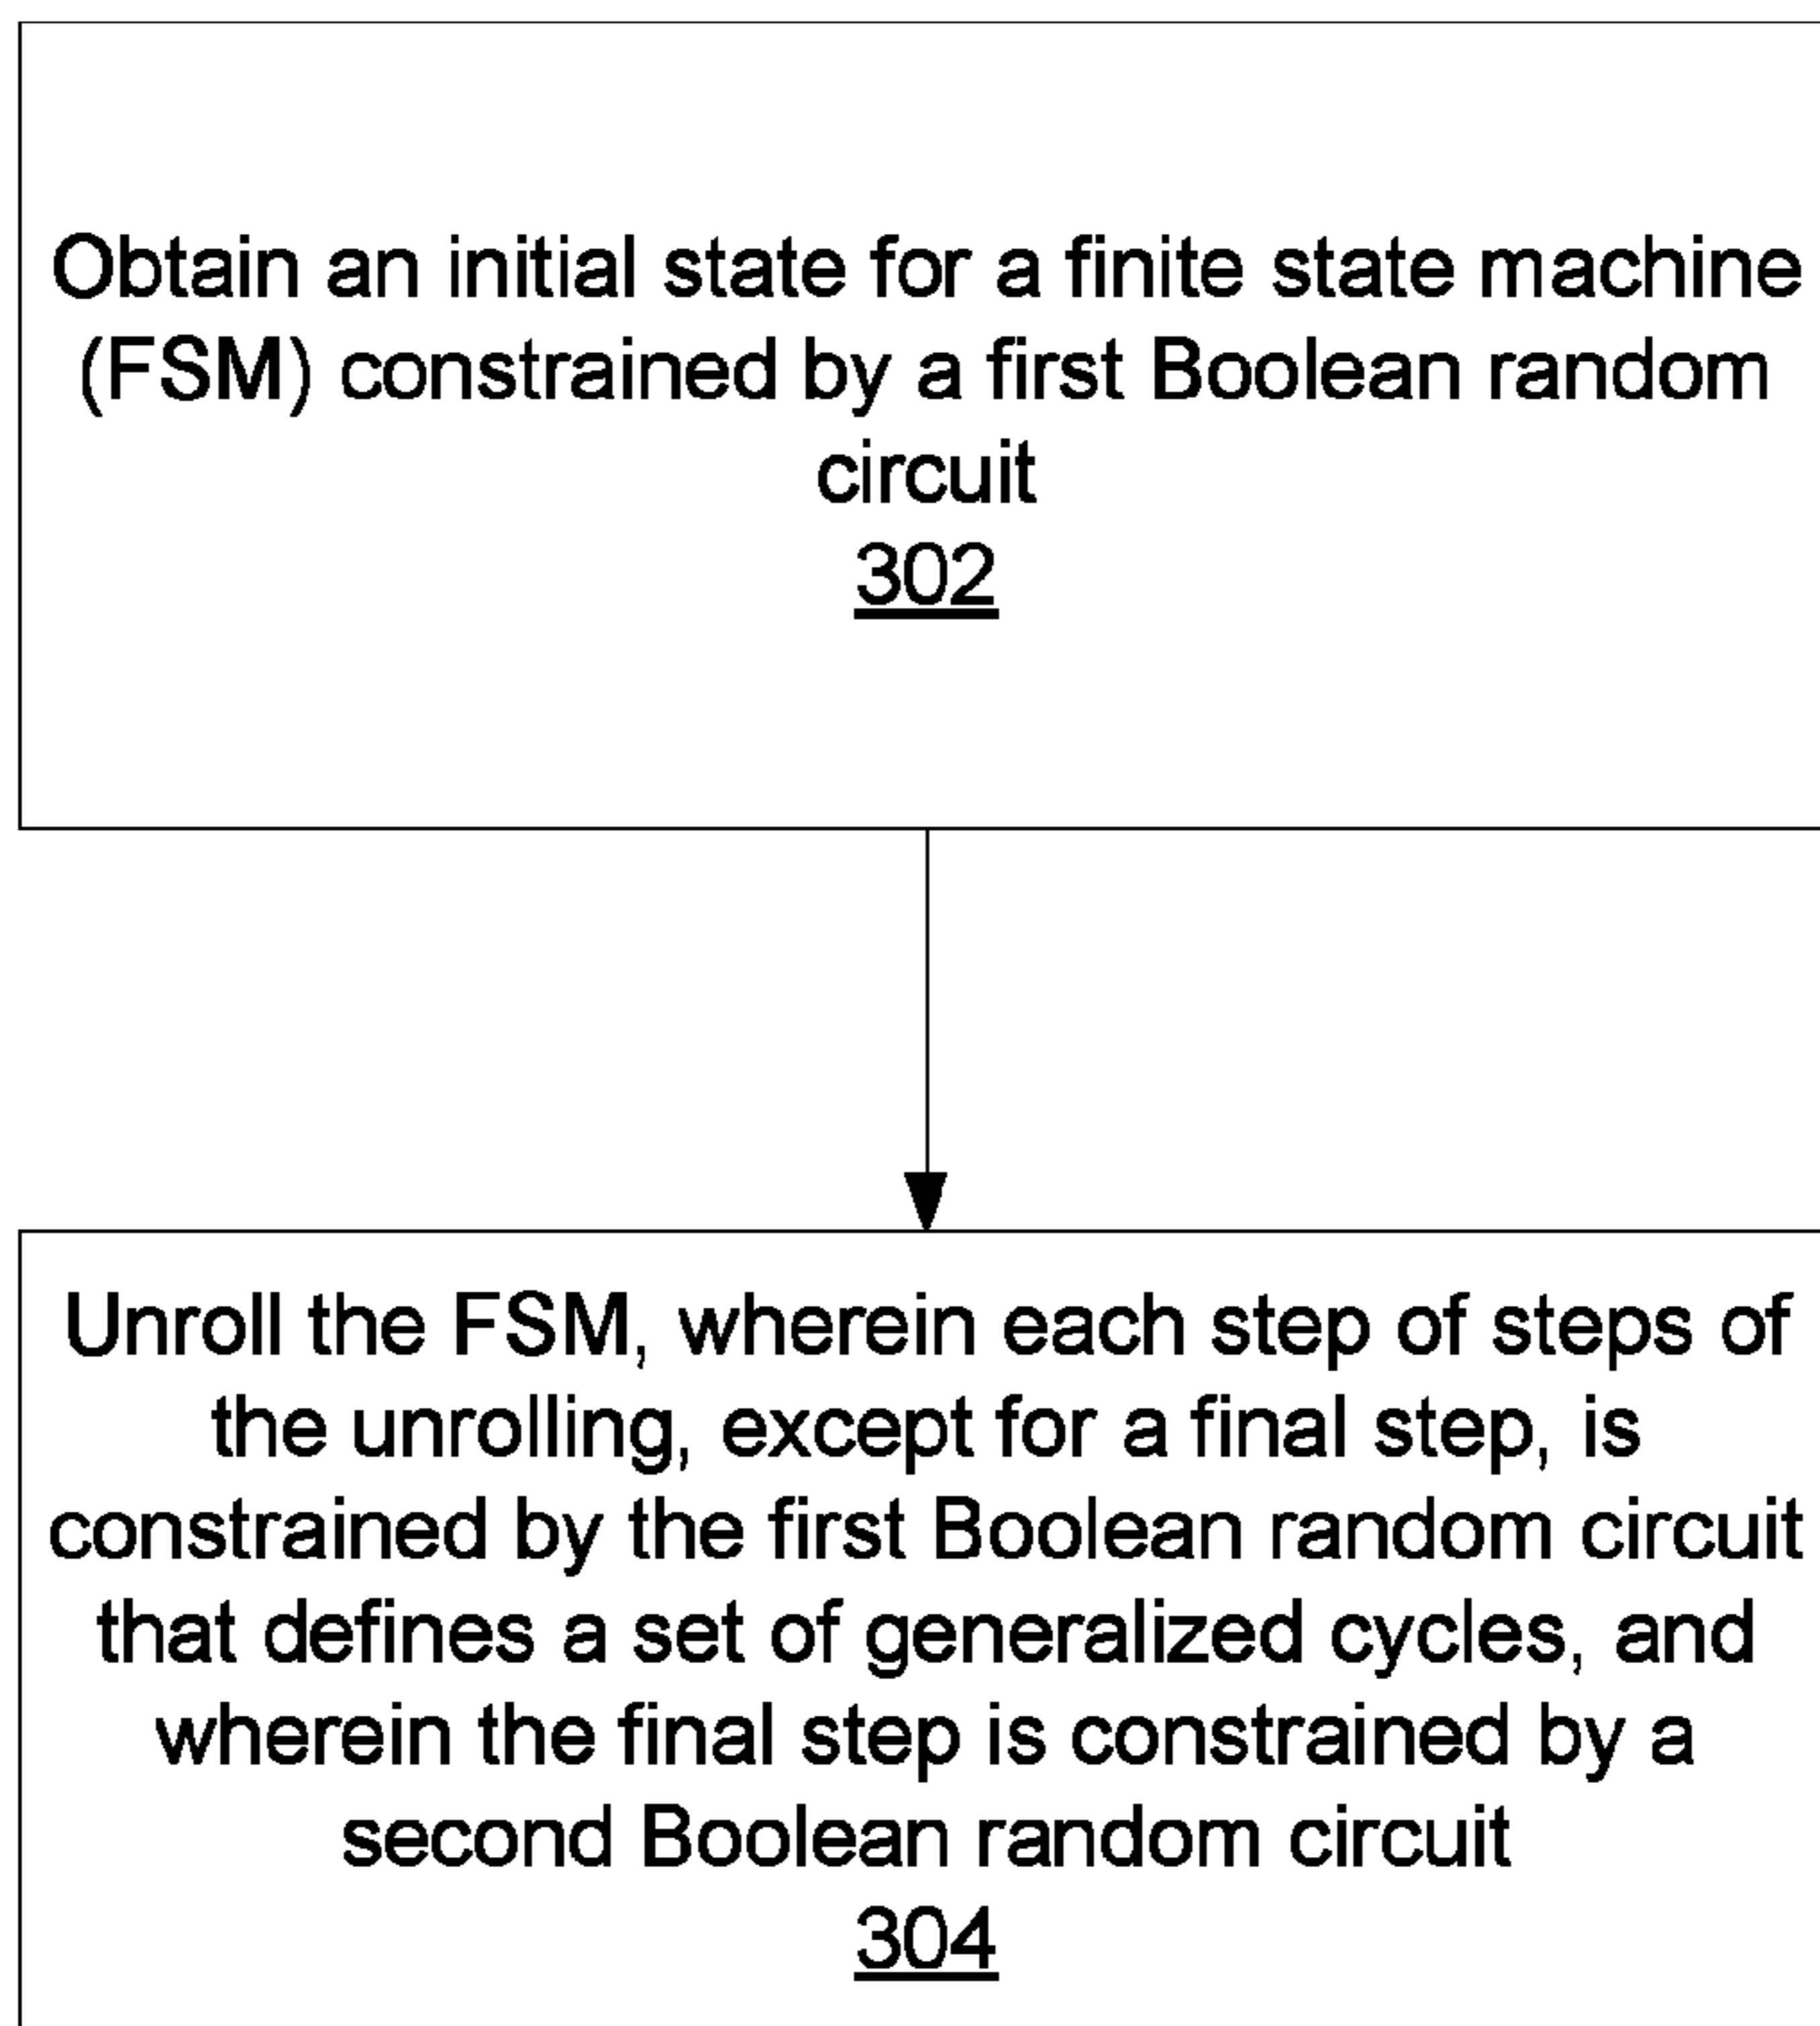 Obtain an initial state for a finite state machine
(FSM) constrained by a first Boolean random
circuit
302
Unroll the FSM, wherein each step of steps of
the unrolling, except for a final step, is
constrained by the first Boolean random circuit
that defines a set of generalized cycles, and
wherein the final step is constrained by a
second Boolean random circuit
304